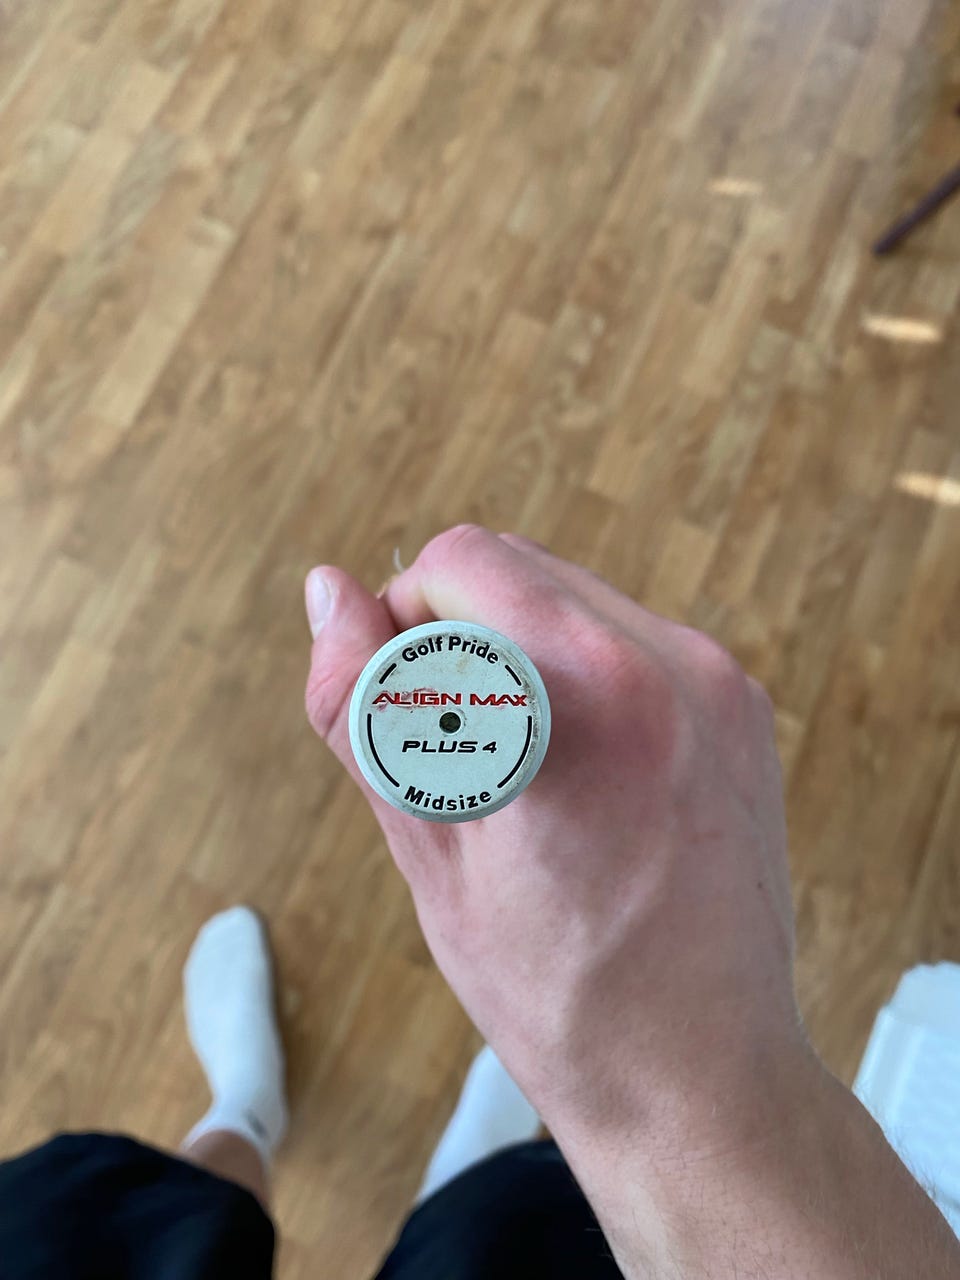 Golf Pride
ALIGN MAX
PLUS 4
Midsize